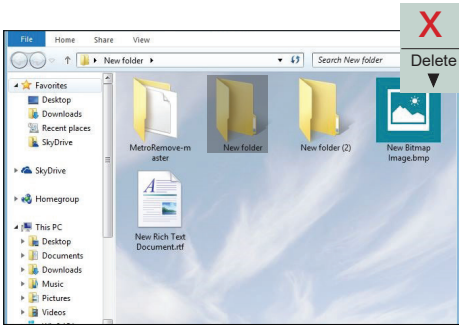 File Home Share View
X
Delete
New folder
Search New folder
Favorites
Desktop
Downloads
Recent places
SkyDrive
SkyDrive
Homegroup
This PC
Desktop
Documents
Downloads
Music
Pictures
Videos
MetroRemove-m
aster
New folder
New folder (2)
New Bitmap
Image.bmp
New Rich Text
Document.rtf